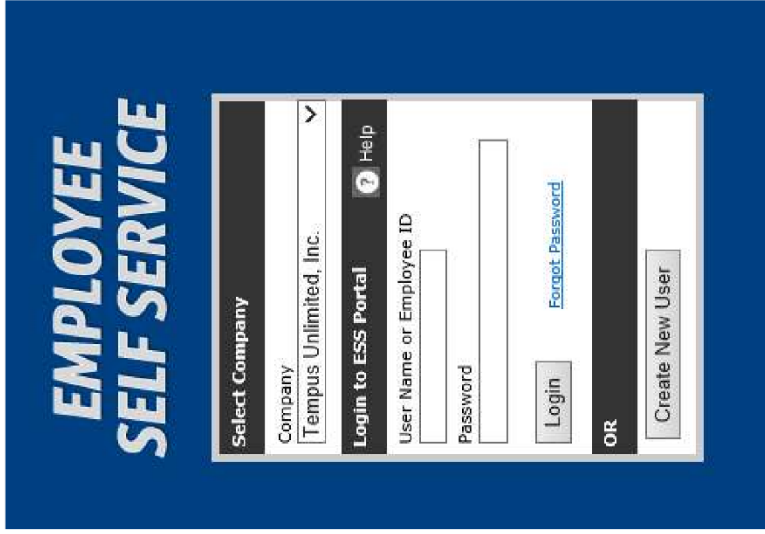 EMPLOYEE
SELF SERVICE
Select Company
Company
Tempus Unlimited, Inc.
Login to ESS Portal ? Help
User Name or Employee ID
Password
Login Forgot Password
OR
Create New User